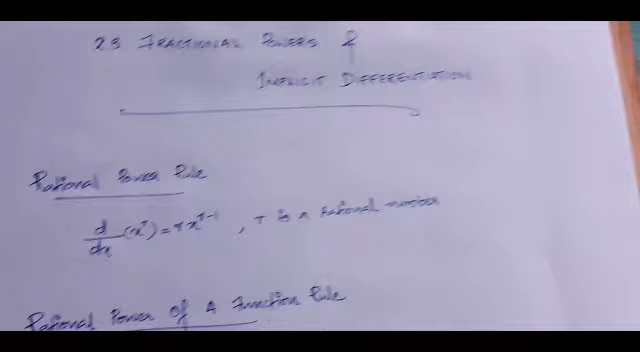 2.8 FRACTIONAL POWERS &
IMPLICIT DIFFERENTIATION
Rational Power Rule
d/dx (x^r) = r x^(r-1) , r is a rational number
Rational Power of A Function Rule